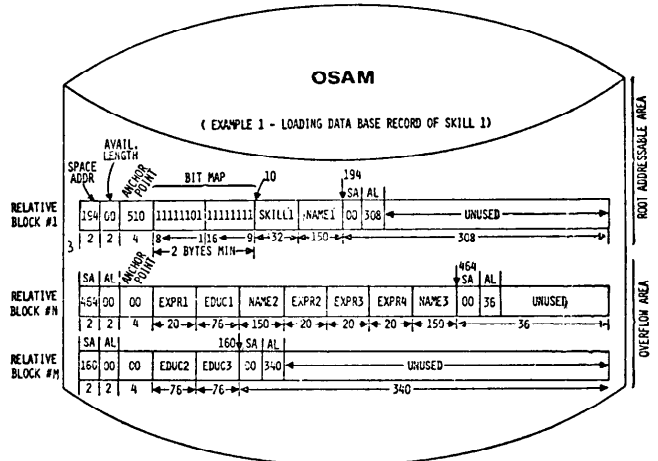 OSAM
( EXAMPLE 1 - LOADING DATA BASE RECORD OF SKILL 1)
ROOT ADDRESSABLE AREA
SPACE ADDR
AVAIL. LENGTH
ANCHOR POINT
BIT MAP
10
194
SA AL
RELATIVE BLOCK #1
194 00 510 11111101 11111111 SKILL1 NAME1 00 308 UNUSED
3
2 2 4 8 1 16 9 32 150 308
2 BYTES MIN
OVERFLOW AREA
SA AL ANCHOR POINT
464
SA AL
RELATIVE BLOCK #N
464 00 00 EXPR1 EDUC1 NAME2 EXPR2 EXPR3 EXPR4 NAME3 00 36 UNUSED
2 2 4 20 76 150 20 20 20 150 36
SA AL
160 SA AL
RELATIVE BLOCK #M
160 00 00 EDUC2 EDUC3 00 340 UNUSED
2 2 4 76 76 340